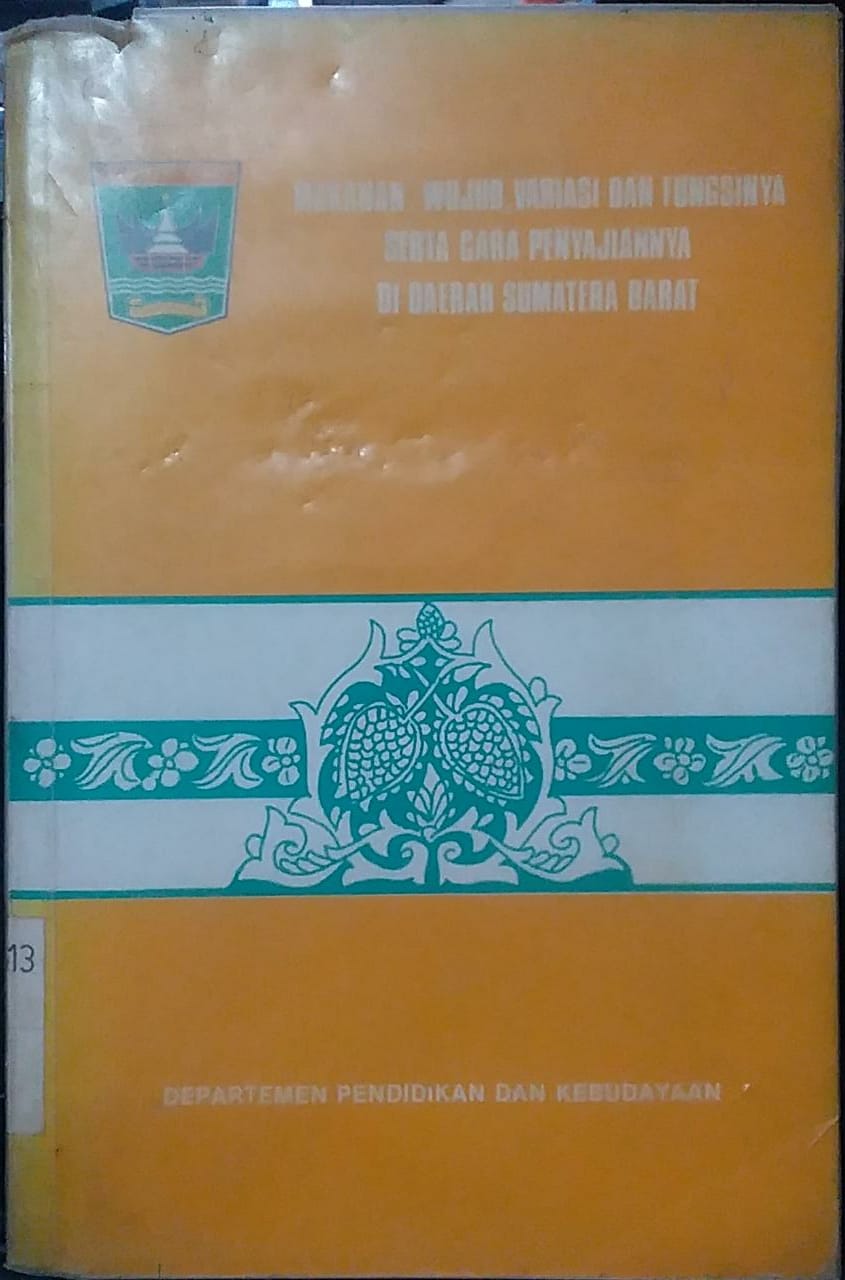 MAKANAN WUJUD VARIASI DAN FUNGSINYA
SERTA CARA PENYAJIANNYA
DI DAERAH SUMATERA BARAT
13
DEPARTEMEN PENDIDIKAN DAN KEBUDAYAAN